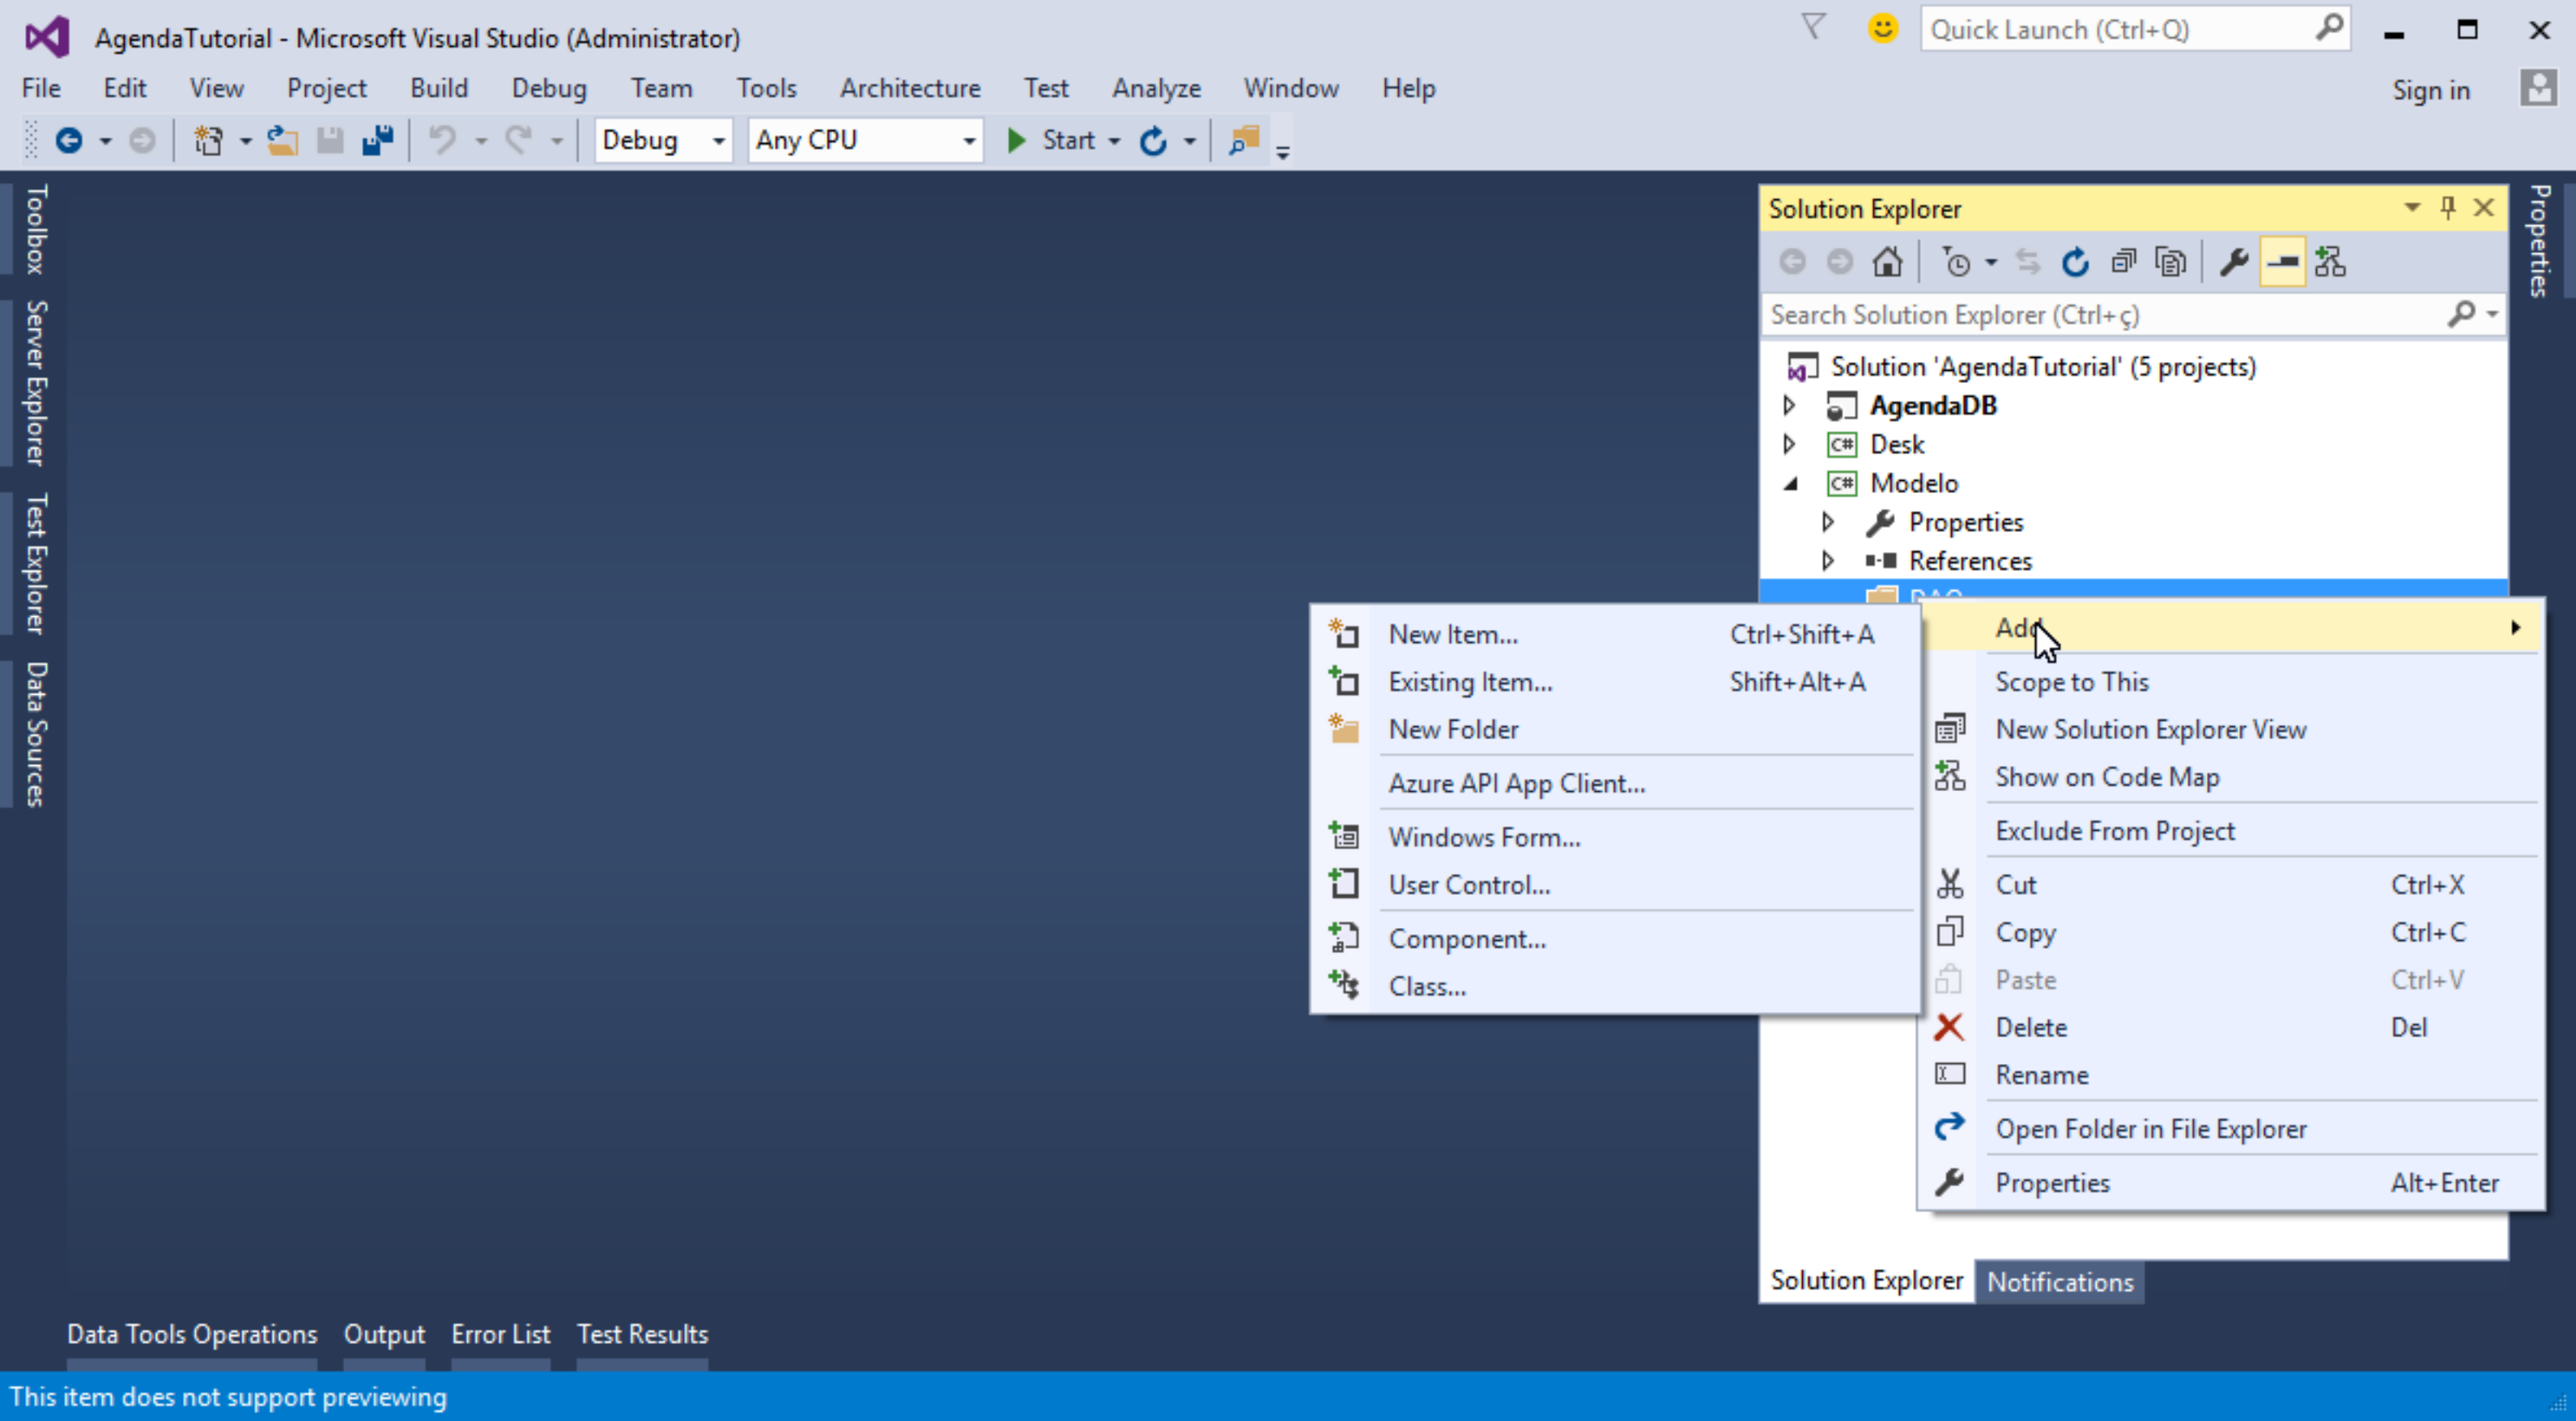 AgendaTutorial - Microsoft Visual Studio (Administrator)
Quick Launch (Ctrl+Q)
File Edit View Project Build Debug Team Tools Architecture Test Analyze Window Help
Sign in
Debug Any CPU Start
Toolbox
Server Explorer
Test Explorer
Data Sources
Solution Explorer
Search Solution Explorer (Ctrl+ç)
Solution 'AgendaTutorial' (5 projects)
AgendaDB
C# Desk
C# Modelo
Properties
References
New Item... Ctrl+Shift+A
Existing Item... Shift+Alt+A
New Folder
Azure API App Client...
Windows Form...
User Control...
Component...
Class...
Add
Scope to This
New Solution Explorer View
Show on Code Map
Exclude From Project
Cut Ctrl+X
Copy Ctrl+C
Paste Ctrl+V
Delete Del
Rename
Open Folder in File Explorer
Properties Alt+Enter
Properties
Solution Explorer Notifications
Data Tools Operations Output Error List Test Results
This item does not support previewing